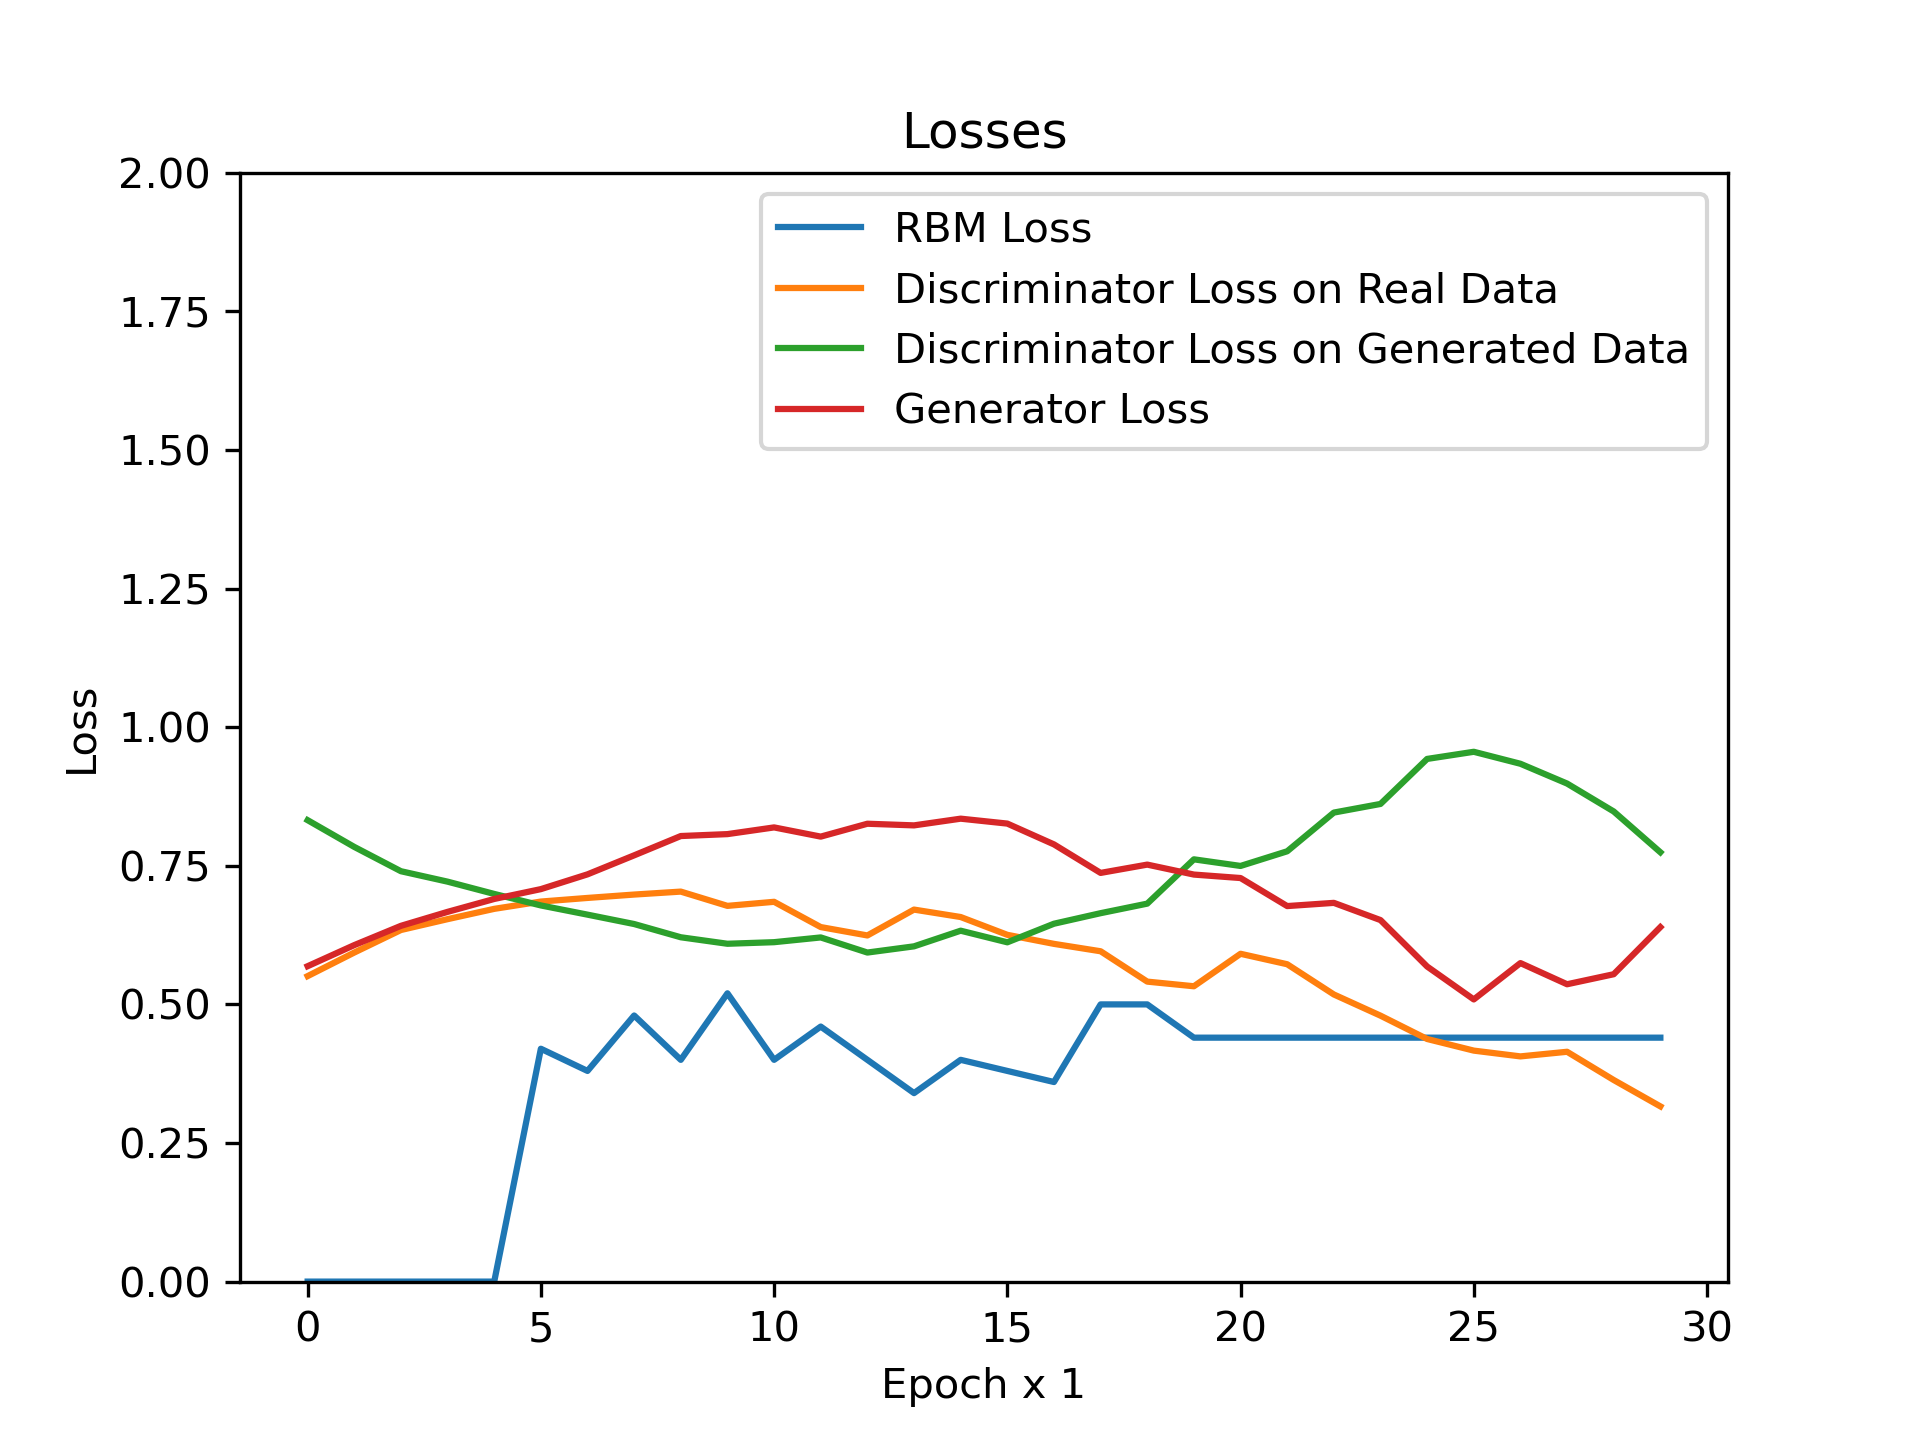 Losses
2.00
1.75
1.50
1.25
1.00
0.75
0.50
0.25
0.00
Loss
RBM Loss
Discriminator Loss on Real Data
Discriminator Loss on Generated Data
Generator Loss
0 5 10 15 20 25 30
Epoch x 1